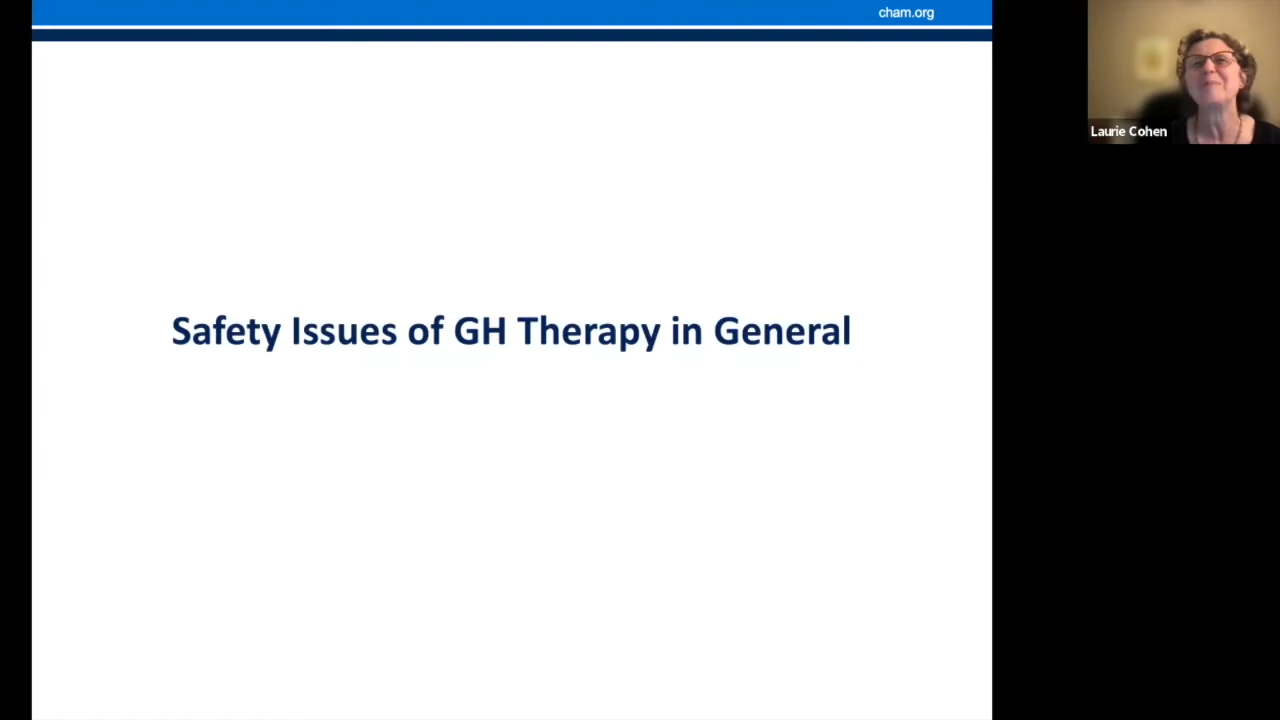 cham.org
Laurie Cohen
Safety Issues of GH Therapy in General